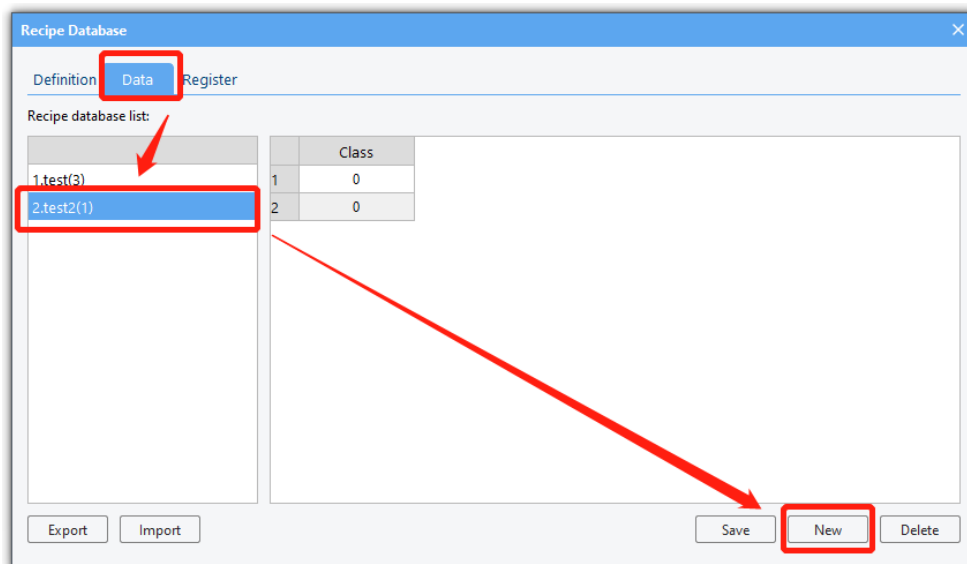 Recipe Database
Definition Data Register
Recipe database list:
Class
1.test(3)
1 0
2.test2(1)
2 0
Export Import Save New Delete